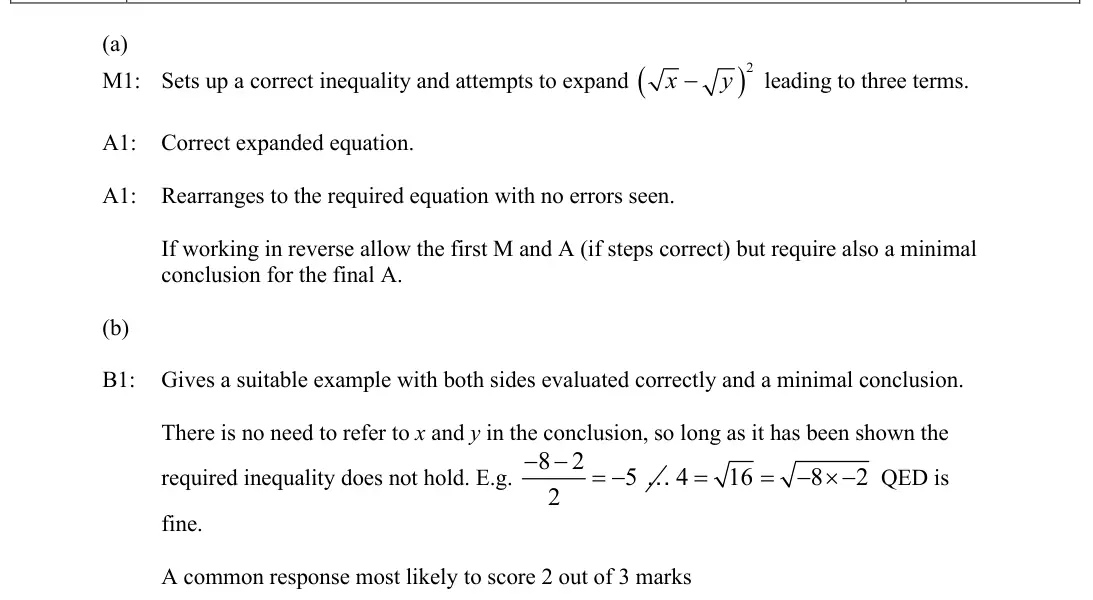 (a)
M1: Sets up a correct inequality and attempts to expand (√x − √y)² leading to three terms.
A1: Correct expanded equation.
A1: Rearranges to the required equation with no errors seen.
If working in reverse allow the first M and A (if steps correct) but require also a minimal
conclusion for the final A.
(b)
B1: Gives a suitable example with both sides evaluated correctly and a minimal conclusion.
There is no need to refer to x and y in the conclusion, so long as it has been shown the
required inequality does not hold. E.g. (−8 − 2)/2 = −5 /... 4 = √16 = √(−8 × −2) QED is
fine.
A common response most likely to score 2 out of 3 marks